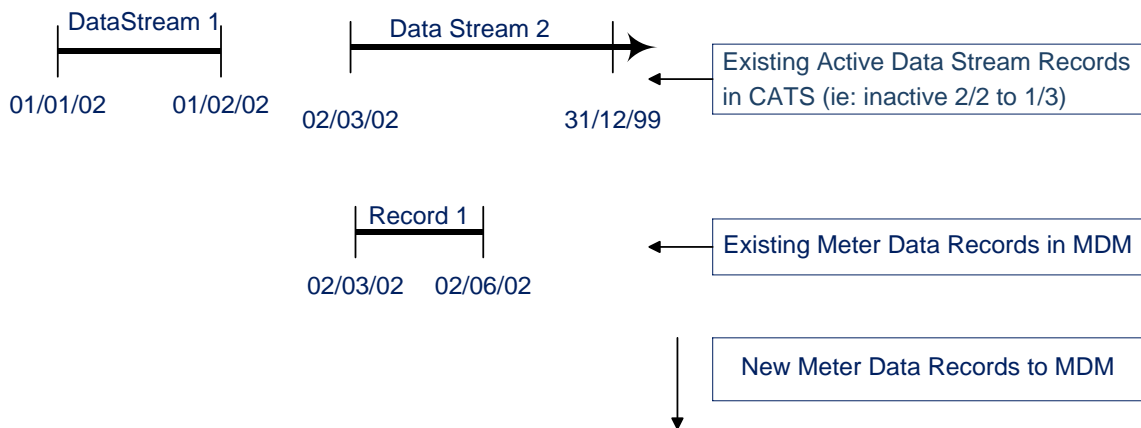 DataStream 1
Data Stream 2
01/01/02
01/02/02
02/03/02
31/12/99
Existing Active Data Stream Records
in CATS (ie: inactive 2/2 to 1/3)
Record 1
02/03/02
02/06/02
Existing Meter Data Records in MDM
New Meter Data Records to MDM